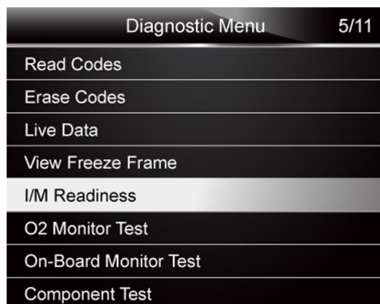 Diagnostic Menu 5/11
Read Codes
Erase Codes
Live Data
View Freeze Frame
I/M Readiness
O2 Monitor Test
On-Board Monitor Test
Component Test